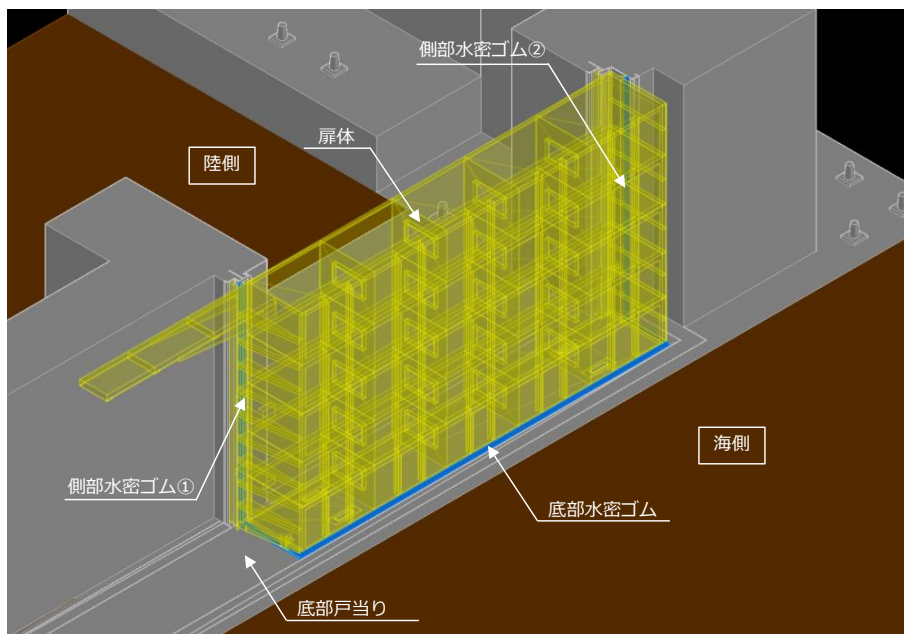 側部水密ゴム②
扉体
陸側
海側
側部水密ゴム①
底部水密ゴム
底部戸当り